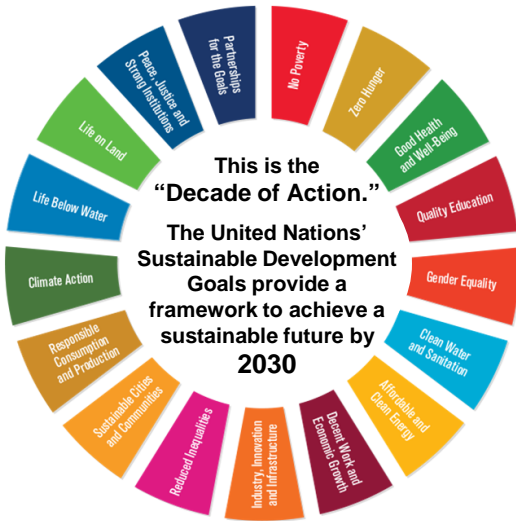 No Poverty
Zero Hunger
Good Health
and Well-Being
Quality Education
Gender Equality
Clean Water
and Sanitation
Affordable and
Clean Energy
Decent Work and
Economic Growth
Industry, Innovation
and Infrastructure
Reduced Inequalities
Sustainable Cities
and Communities
Responsible
Consumption
and Production
Climate Action
Life Below Water
Life on Land
Peace, Justice and
Strong Institutions
Partnerships
for the Goals
This is the
“Decade of Action.”
The United Nations’
Sustainable Development
Goals provide a
framework to achieve a
sustainable future by
2030